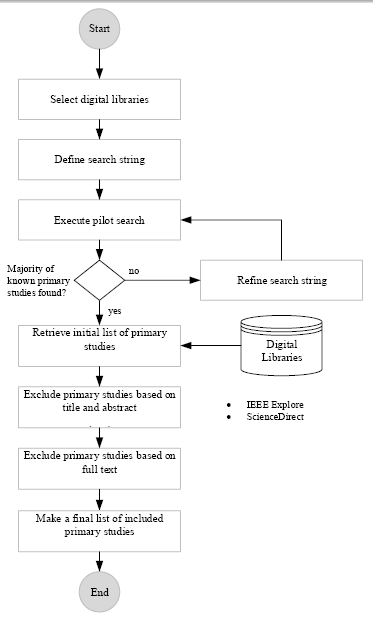 Start
Select digital libraries
Define search string
Execute pilot search
Majority of
known primary
studies found?
no
Refine search string
yes
Retrieve initial list of primary
studies
Digital
Libraries
Exclude primary studies based on
title and abstract
• IEEE Explore
• ScienceDirect
Exclude primary studies based on
full text
Make a final list of included
primary studies
End